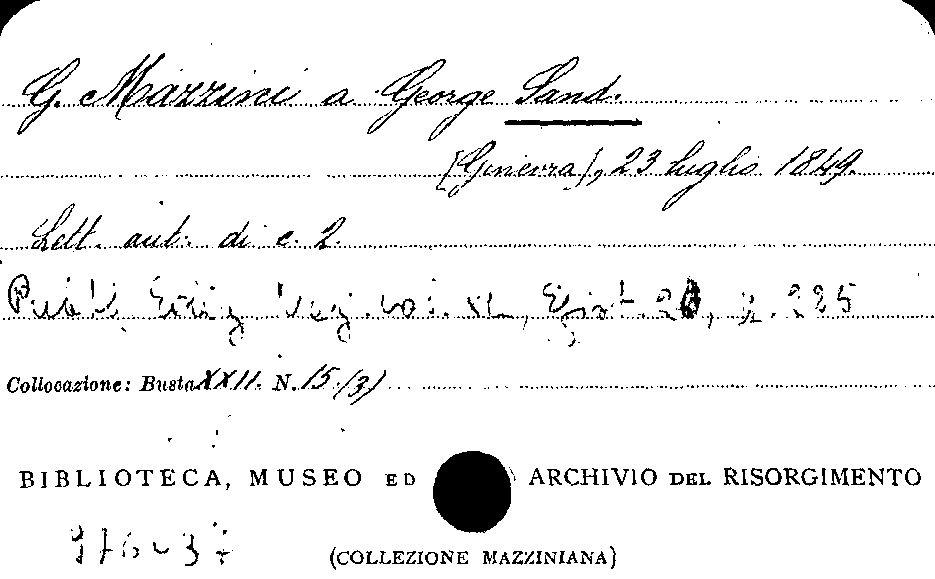 G. Mazzini a George Sand.
[Ginevra], 23 luglio 1849.
Lett. aut. di c. 2.
Pubbl. Ediz. Naz. vol. XL, Epist. 20, p. 225
Collocazione: Busta XXII. N. 15. (3)
BIBLIOTECA, MUSEO ED ARCHIVIO DEL RISORGIMENTO
(COLLEZIONE MAZZINIANA)